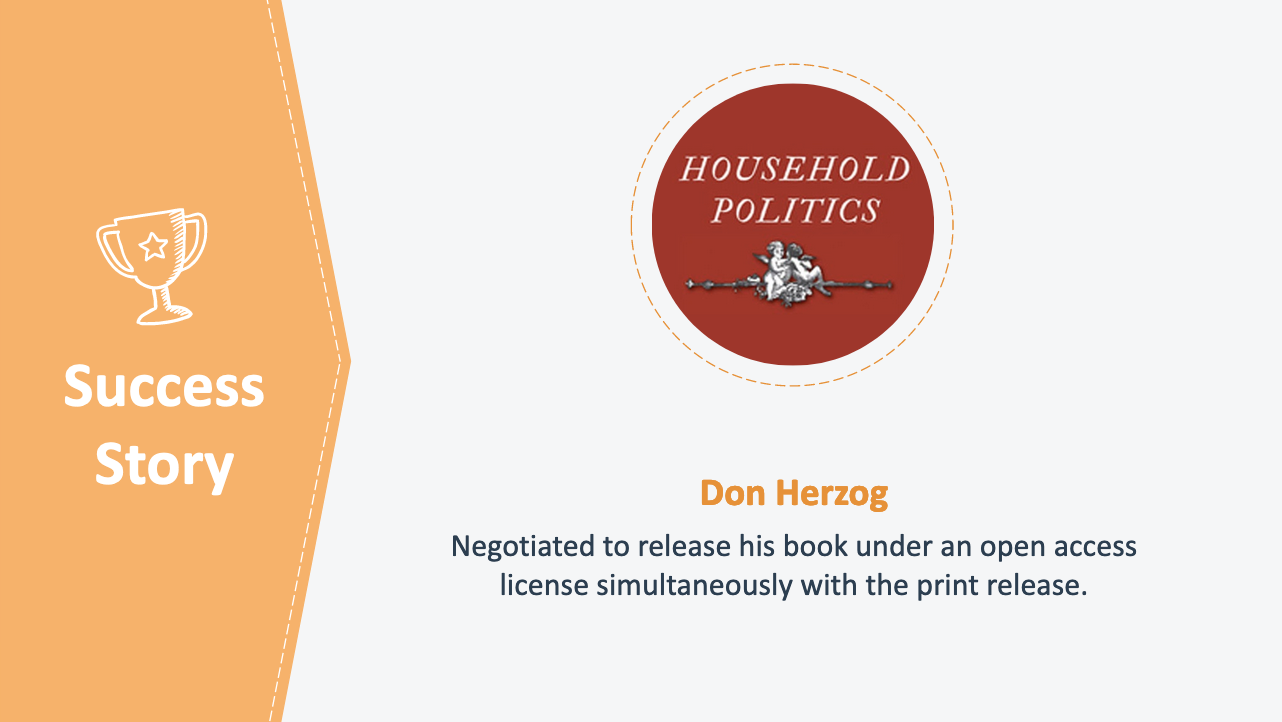 Success
Story
HOUSEHOLD
POLITICS
Don Herzog
Negotiated to release his book under an open access
license simultaneously with the print release.